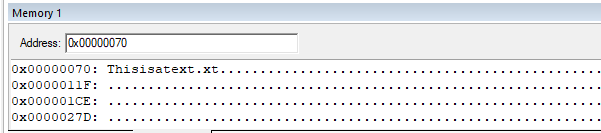 Memory 1
Address: 0x00000070
0x00000070: Thisisatext.xt................................................
0x0000011F: ..............................................................
0x000001CE: ..............................................................
0x0000027D: ..............................................................